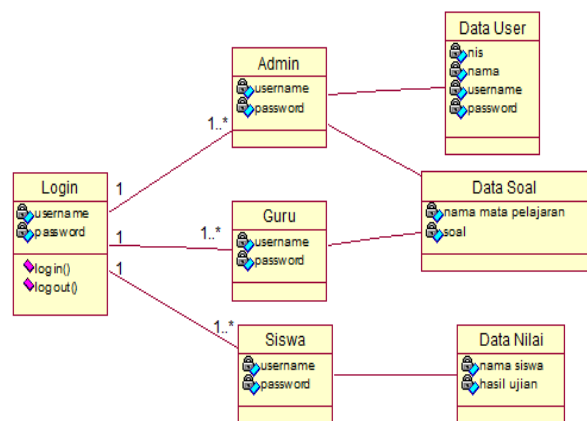 Data User
nis
nama
username
password
Admin
username
password
1..*
Login
username
password
login()
logout()
1
1
1
Data Soal
nama mata pelajaran
soal
Guru
username
password
1..*
Siswa
username
password
1..*
Data Nilai
nama siswa
hasil ujian